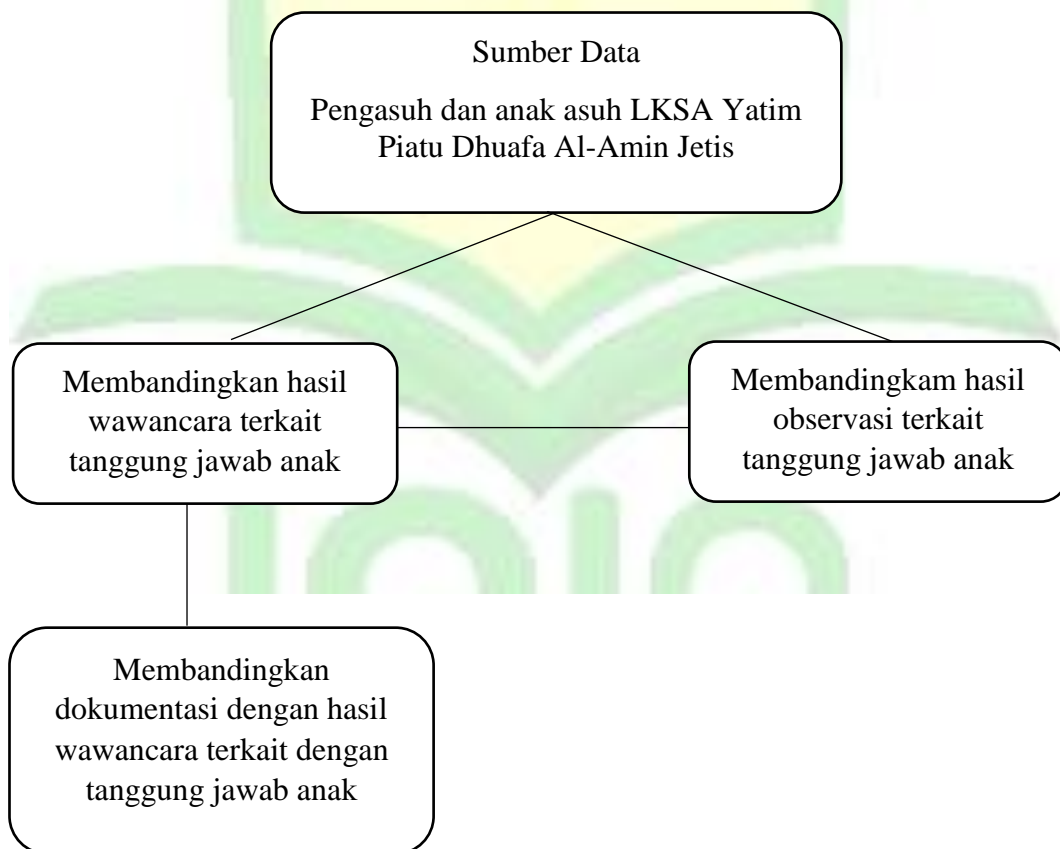 Sumber Data
Pengasuh dan anak asuh LKSA Yatim
Piatu Dhuafa Al-Amin Jetis
Membandingkan hasil
wawancara terkait
tanggung jawab anak
Membandingkam hasil
observasi terkait
tanggung jawab anak
Membandingkan
dokumentasi dengan hasil
wawancara terkait dengan
tanggung jawab anak